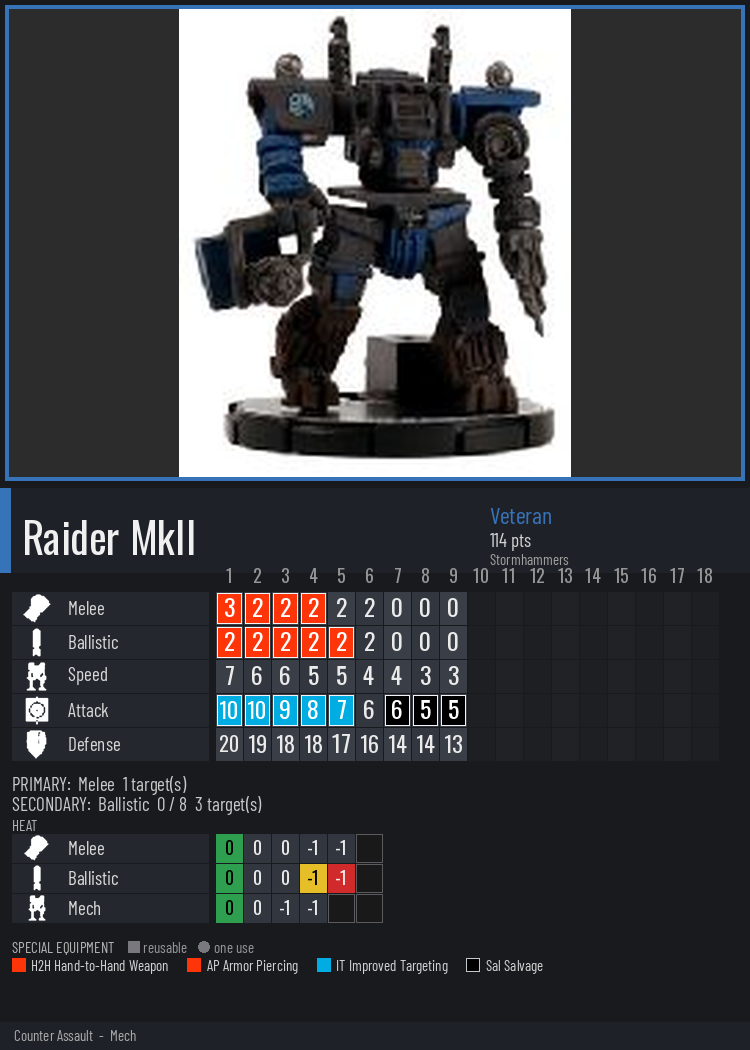 Raider MkII
Veteran
114 pts
Stormhammers
1 2 3 4 5 6 7 8 9 10 11 12 13 14 15 16 17 18
Melee 3 2 2 2 2 2 0 0 0
Ballistic 2 2 2 2 2 2 0 0 0
Speed 7 6 6 5 5 4 4 3 3
Attack 10 10 9 8 7 6 6 5 5
Defense 20 19 18 18 17 16 14 14 13
PRIMARY: Melee 1 target(s)
SECONDARY: Ballistic 0 / 8 3 target(s)
HEAT
Melee 0 0 0 -1 -1
Ballistic 0 0 0 -1 -1
Mech 0 0 -1 -1
SPECIAL EQUIPMENT reusable one use
H2H Hand-to-Hand Weapon AP Armor Piercing IT Improved Targeting Sal Salvage
Counter Assault - Mech